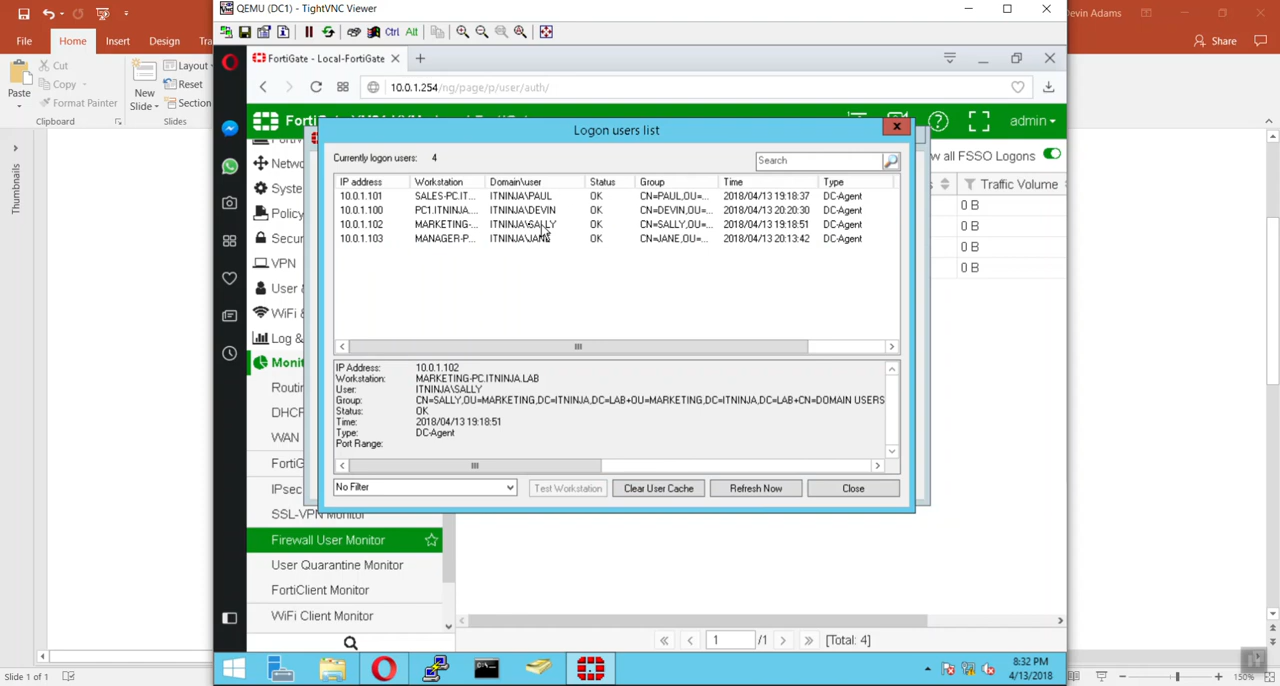 QEMU (DC1) - TightVNC Viewer
Devin Adams
File Home Insert Design
Share
Ctrl Alt
Cut
Copy
Format Painter
Paste
Clipboard
New
Slide
Layout
Reset
Section
Slides
Thumbnails
FortiGate - Local-FortiGate
10.0.1.254/ng/page/p/user/auth/
admin
Logon users list
Currently logon users: 4
Search
IP address Workstation Domain\user Status Group Time Type
10.0.1.101 SALES-PC.IT... ITNINJA\PAUL OK CN=PAUL,OU=... 2018/04/13 19:18:37 DC-Agent
10.0.1.100 PC1.ITNINJA.... ITNINJA\DEVIN OK CN=DEVIN,OU=... 2018/04/13 20:20:30 DC-Agent
10.0.1.102 MARKETING-... ITNINJA\SALLY OK CN=SALLY,OU=... 2018/04/13 19:18:51 DC-Agent
10.0.1.103 MANAGER-P... ITNINJA\JANE OK CN=JANE,OU=... 2018/04/13 20:13:42 DC-Agent
IP Address: 10.0.1.102
Workstation: MARKETING-PC.ITNINJA.LAB
User: ITNINJA\SALLY
Group: CN=SALLY,OU=MARKETING,DC=ITNINJA,DC=LAB+OU=MARKETING,DC=ITNINJA,DC=LAB+CN=DOMAIN USERS
Status: OK
Time: 2018/04/13 19:18:51
Type: DC-Agent
Port Range:
No Filter
Test Workstation Clear User Cache Refresh Now Close
all FSSO Logons
Traffic Volume
0 B
0 B
0 B
0 B
Policy
VPN
User
WiFi &
Log &
SSL-VPN Monitor
Firewall User Monitor
User Quarantine Monitor
FortiClient Monitor
WiFi Client Monitor
1 /1 [Total: 4]
8:32 PM
4/13/2018
Slide 1 of 1
150%